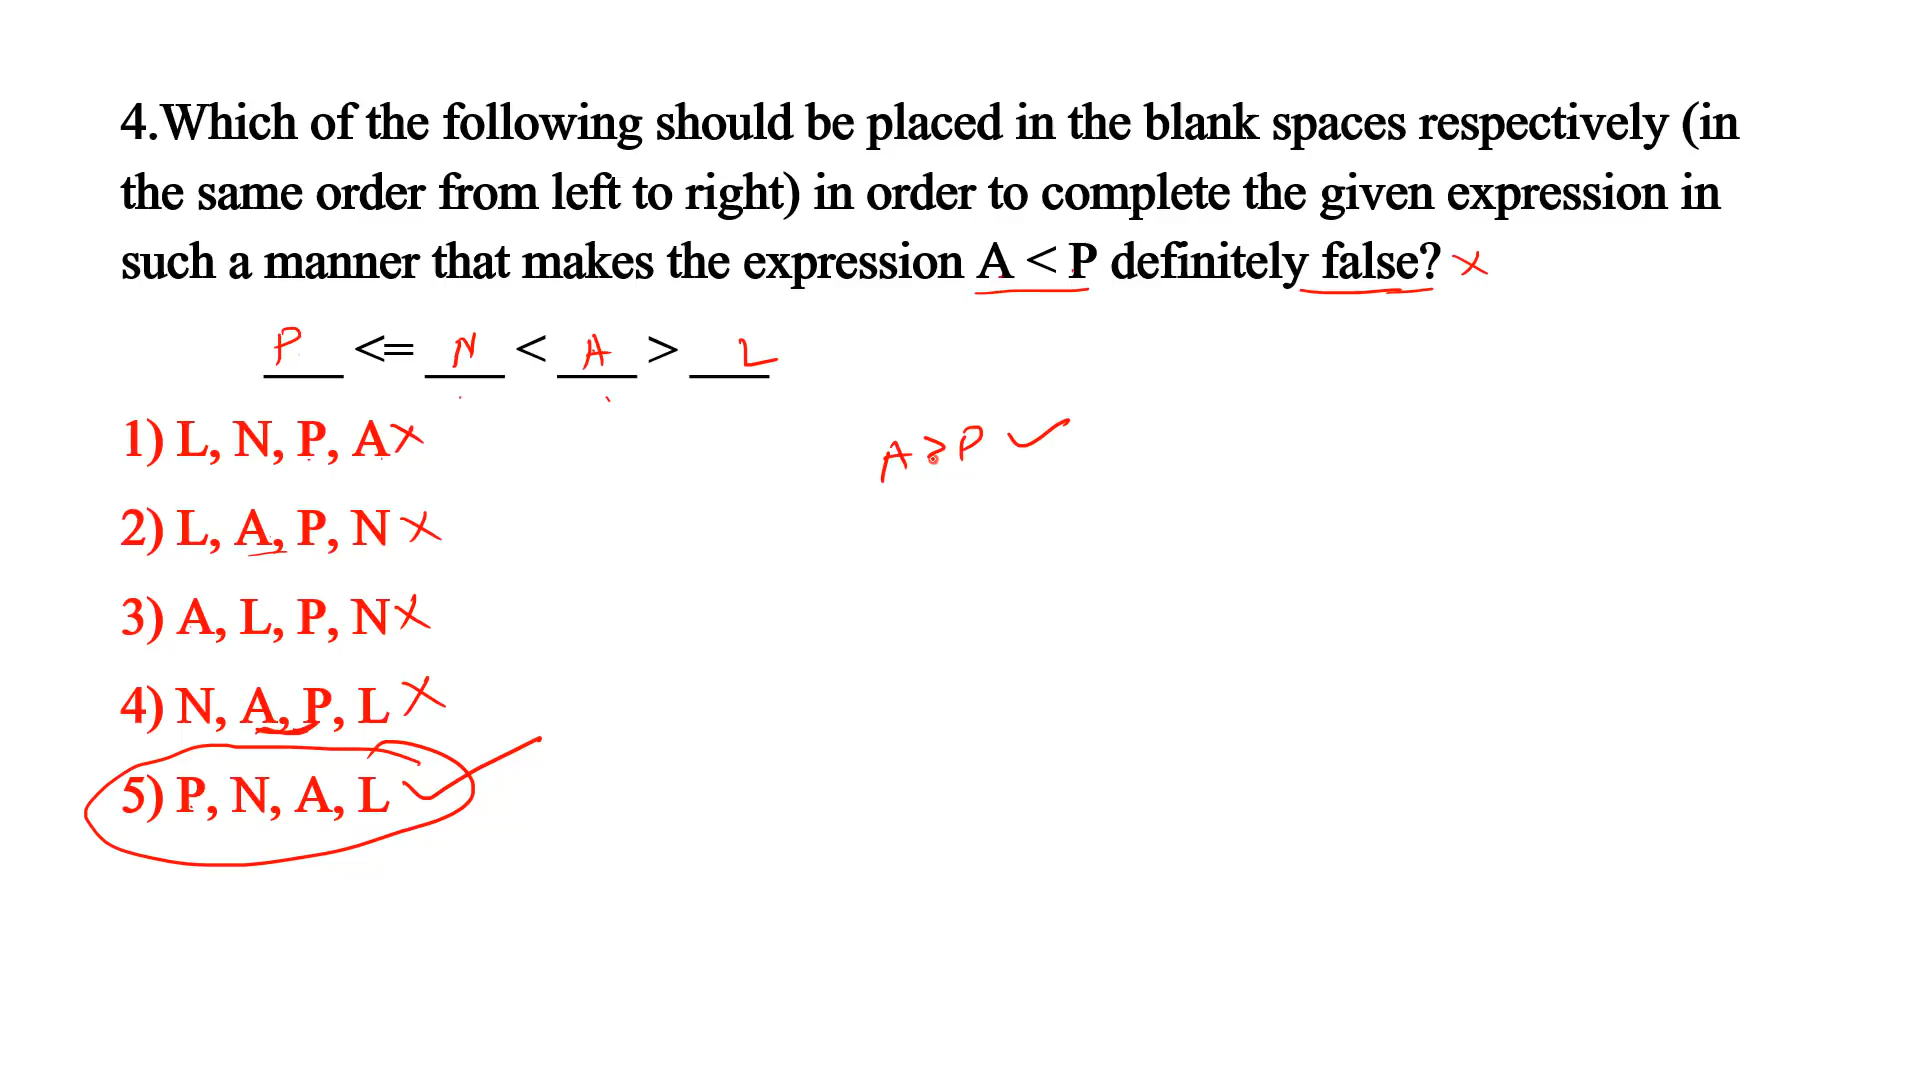 4.Which of the following should be placed in the blank spaces respectively (in
the same order from left to right) in order to complete the given expression in
such a manner that makes the expression A < P definitely false? ×
P <= N < A > L
1) L, N, P, A ×
A ≥ P ✓
2) L, A, P, N ×
3) A, L, P, N ×
4) N, A, P, L ×
5) P, N, A, L ✓